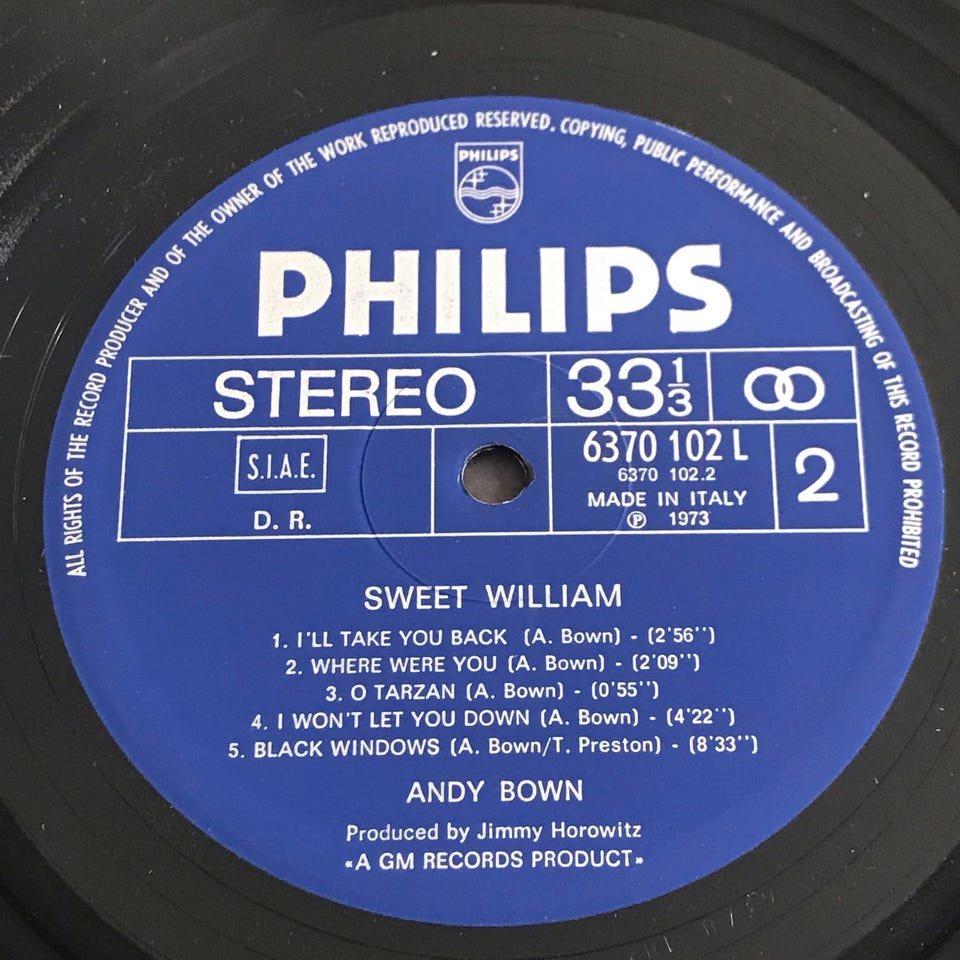 ALL RIGHTS OF THE RECORD PRODUCER AND OF THE OWNER OF THE WORK REPRODUCED RESERVED. COPYING, PUBLIC PERFORMANCE AND BROADCASTING OF THIS RECORD PROHIBITED
PHILIPS
PHILIPS
STEREO 33⅓
S.I.A.E. 6370 102 L 2
6370 102.2
MADE IN ITALY
D. R. Ⓟ 1973
SWEET WILLIAM
1. I'LL TAKE YOU BACK (A. Bown) - (2'56'')
2. WHERE WERE YOU (A. Bown) - (2'09'')
3. O TARZAN (A. Bown) - (0'55'')
4. I WON'T LET YOU DOWN (A. Bown) - (4'22'')
5. BLACK WINDOWS (A. Bown/T. Preston) - (8'33'')
ANDY BOWN
Produced by Jimmy Horowitz
«A GM RECORDS PRODUCT»